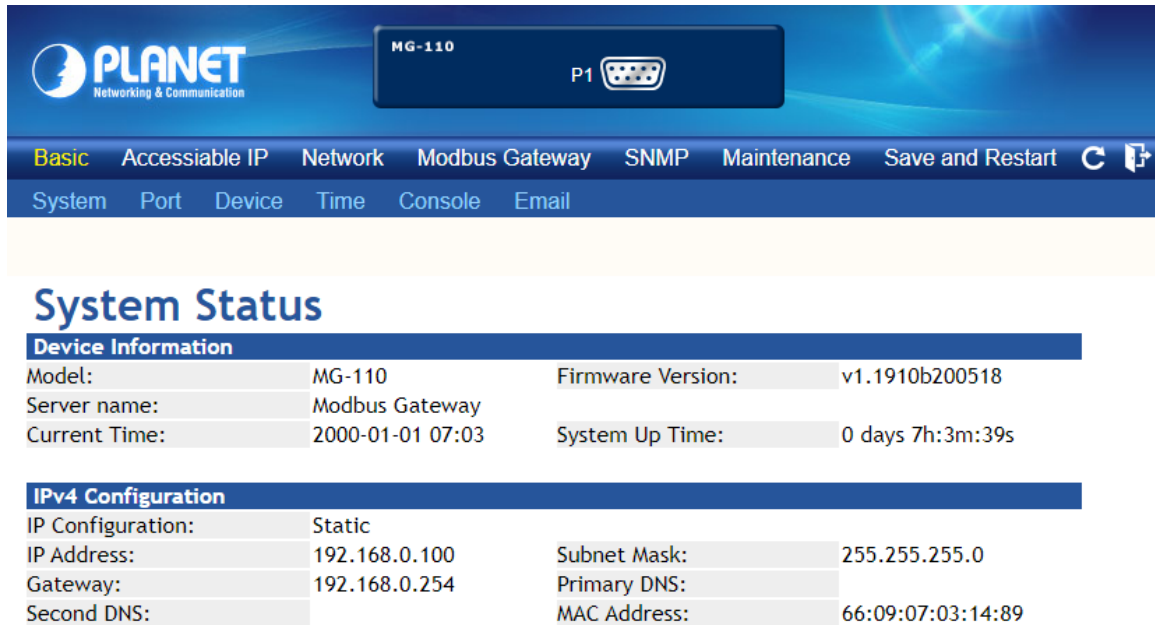 PLANET
Networking & Communication
MG-110
P1
Basic Accessiable IP Network Modbus Gateway SNMP Maintenance Save and Restart
System Port Device Time Console Email
System Status
Device Information
Model: MG-110 Firmware Version: v1.1910b200518
Server name: Modbus Gateway
Current Time: 2000-01-01 07:03 System Up Time: 0 days 7h:3m:39s
IPv4 Configuration
IP Configuration: Static
IP Address: 192.168.0.100 Subnet Mask: 255.255.255.0
Gateway: 192.168.0.254 Primary DNS:
Second DNS: MAC Address: 66:09:07:03:14:89